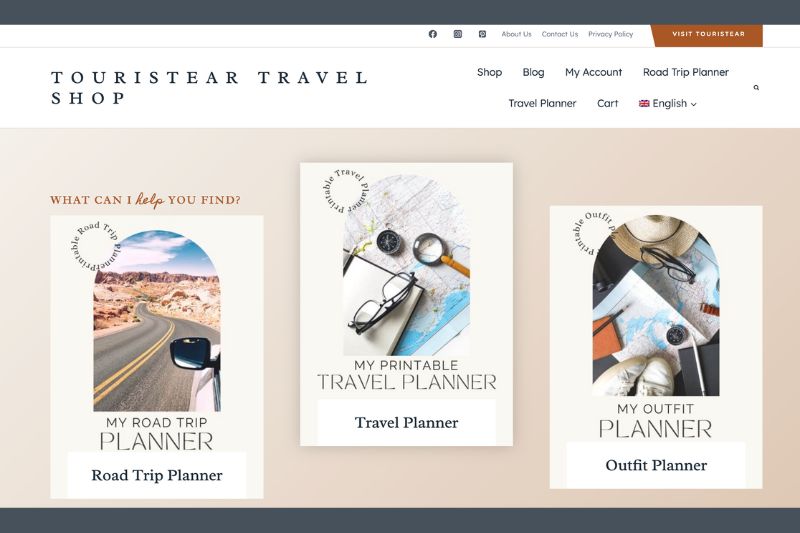 About Us Contact Us Privacy Policy VISIT TOURISTEAR
TOURISTEAR TRAVEL
SHOP
Shop Blog My Account Road Trip Planner
Travel Planner Cart English
WHAT CAN I help YOU FIND?
Printable Road Trip Planner
MY ROAD TRIP
PLANNER
Road Trip Planner
Printable Travel Planner
MY PRINTABLE
TRAVEL PLANNER
Travel Planner
Printable Outfit
MY OUTFIT
PLANNER
Outfit Planner